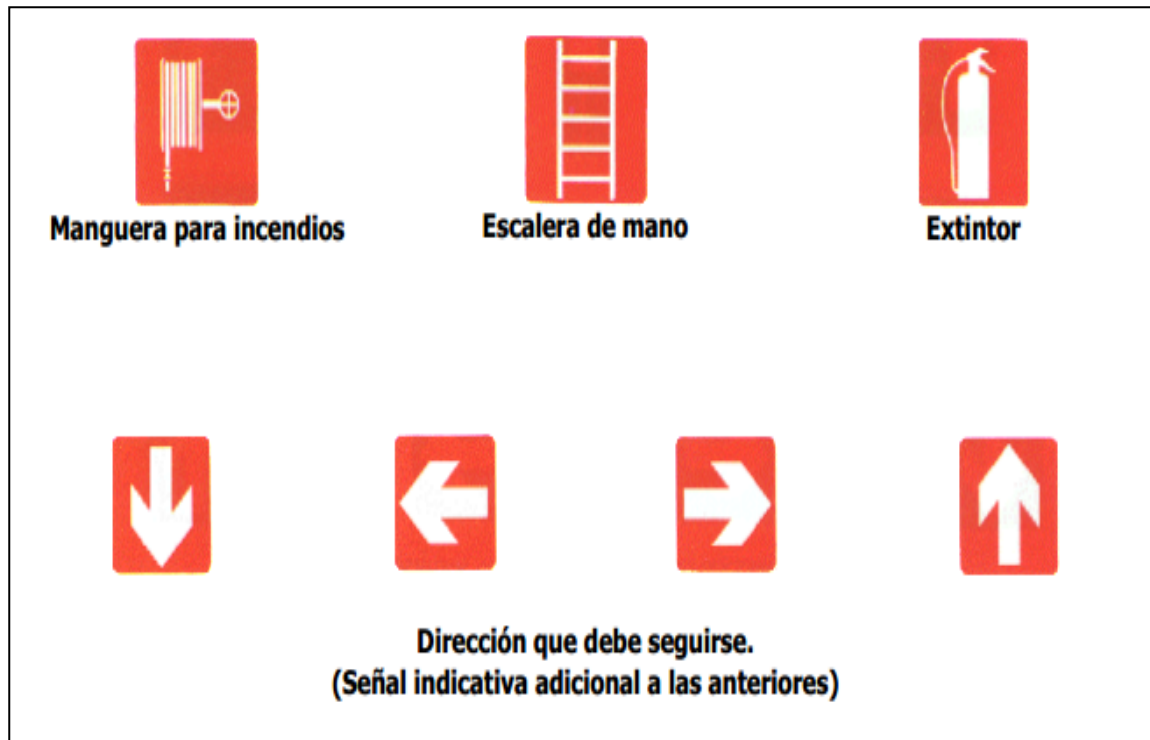 Manguera para incendios
Escalera de mano
Extintor
Dirección que debe seguirse.
(Señal indicativa adicional a las anteriores)